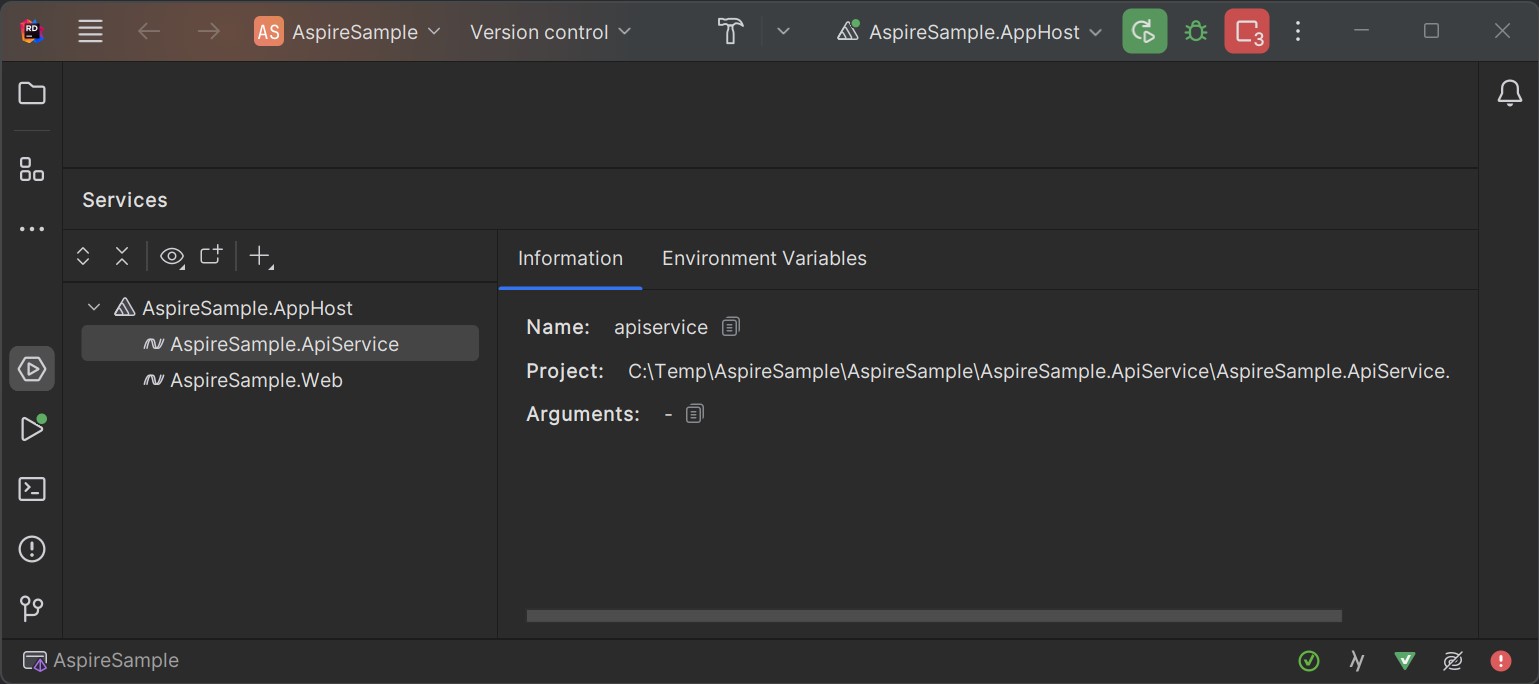 RD
AS AspireSample
Version control
AspireSample.AppHost
3
Services
Information
Environment Variables
AspireSample.AppHost
AspireSample.ApiService
AspireSample.Web
Name: apiservice
Project: C:\Temp\AspireSample\AspireSample\AspireSample.ApiService\AspireSample.ApiService.
Arguments: -
AspireSample